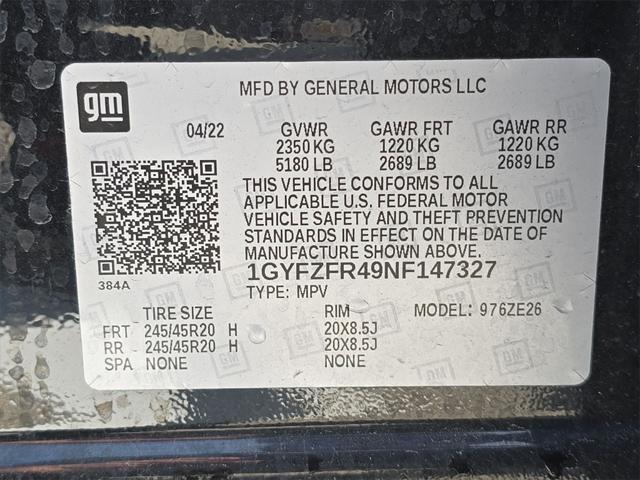 gm
MFD BY GENERAL MOTORS LLC
04/22 GVWR GAWR FRT GAWR RR
2350 KG 1220 KG 1220 KG
5180 LB 2689 LB 2689 LB
THIS VEHICLE CONFORMS TO ALL
APPLICABLE U.S. FEDERAL MOTOR
VEHICLE SAFETY AND THEFT PREVENTION
STANDARDS IN EFFECT ON THE DATE OF
MANUFACTURE SHOWN ABOVE.
384A
1GYFZFR49NF147327
TYPE: MPV
TIRE SIZE RIM MODEL: 976ZE26
FRT 245/45R20 H 20X8.5J
RR 245/45R20 H 20X8.5J
SPA NONE NONE